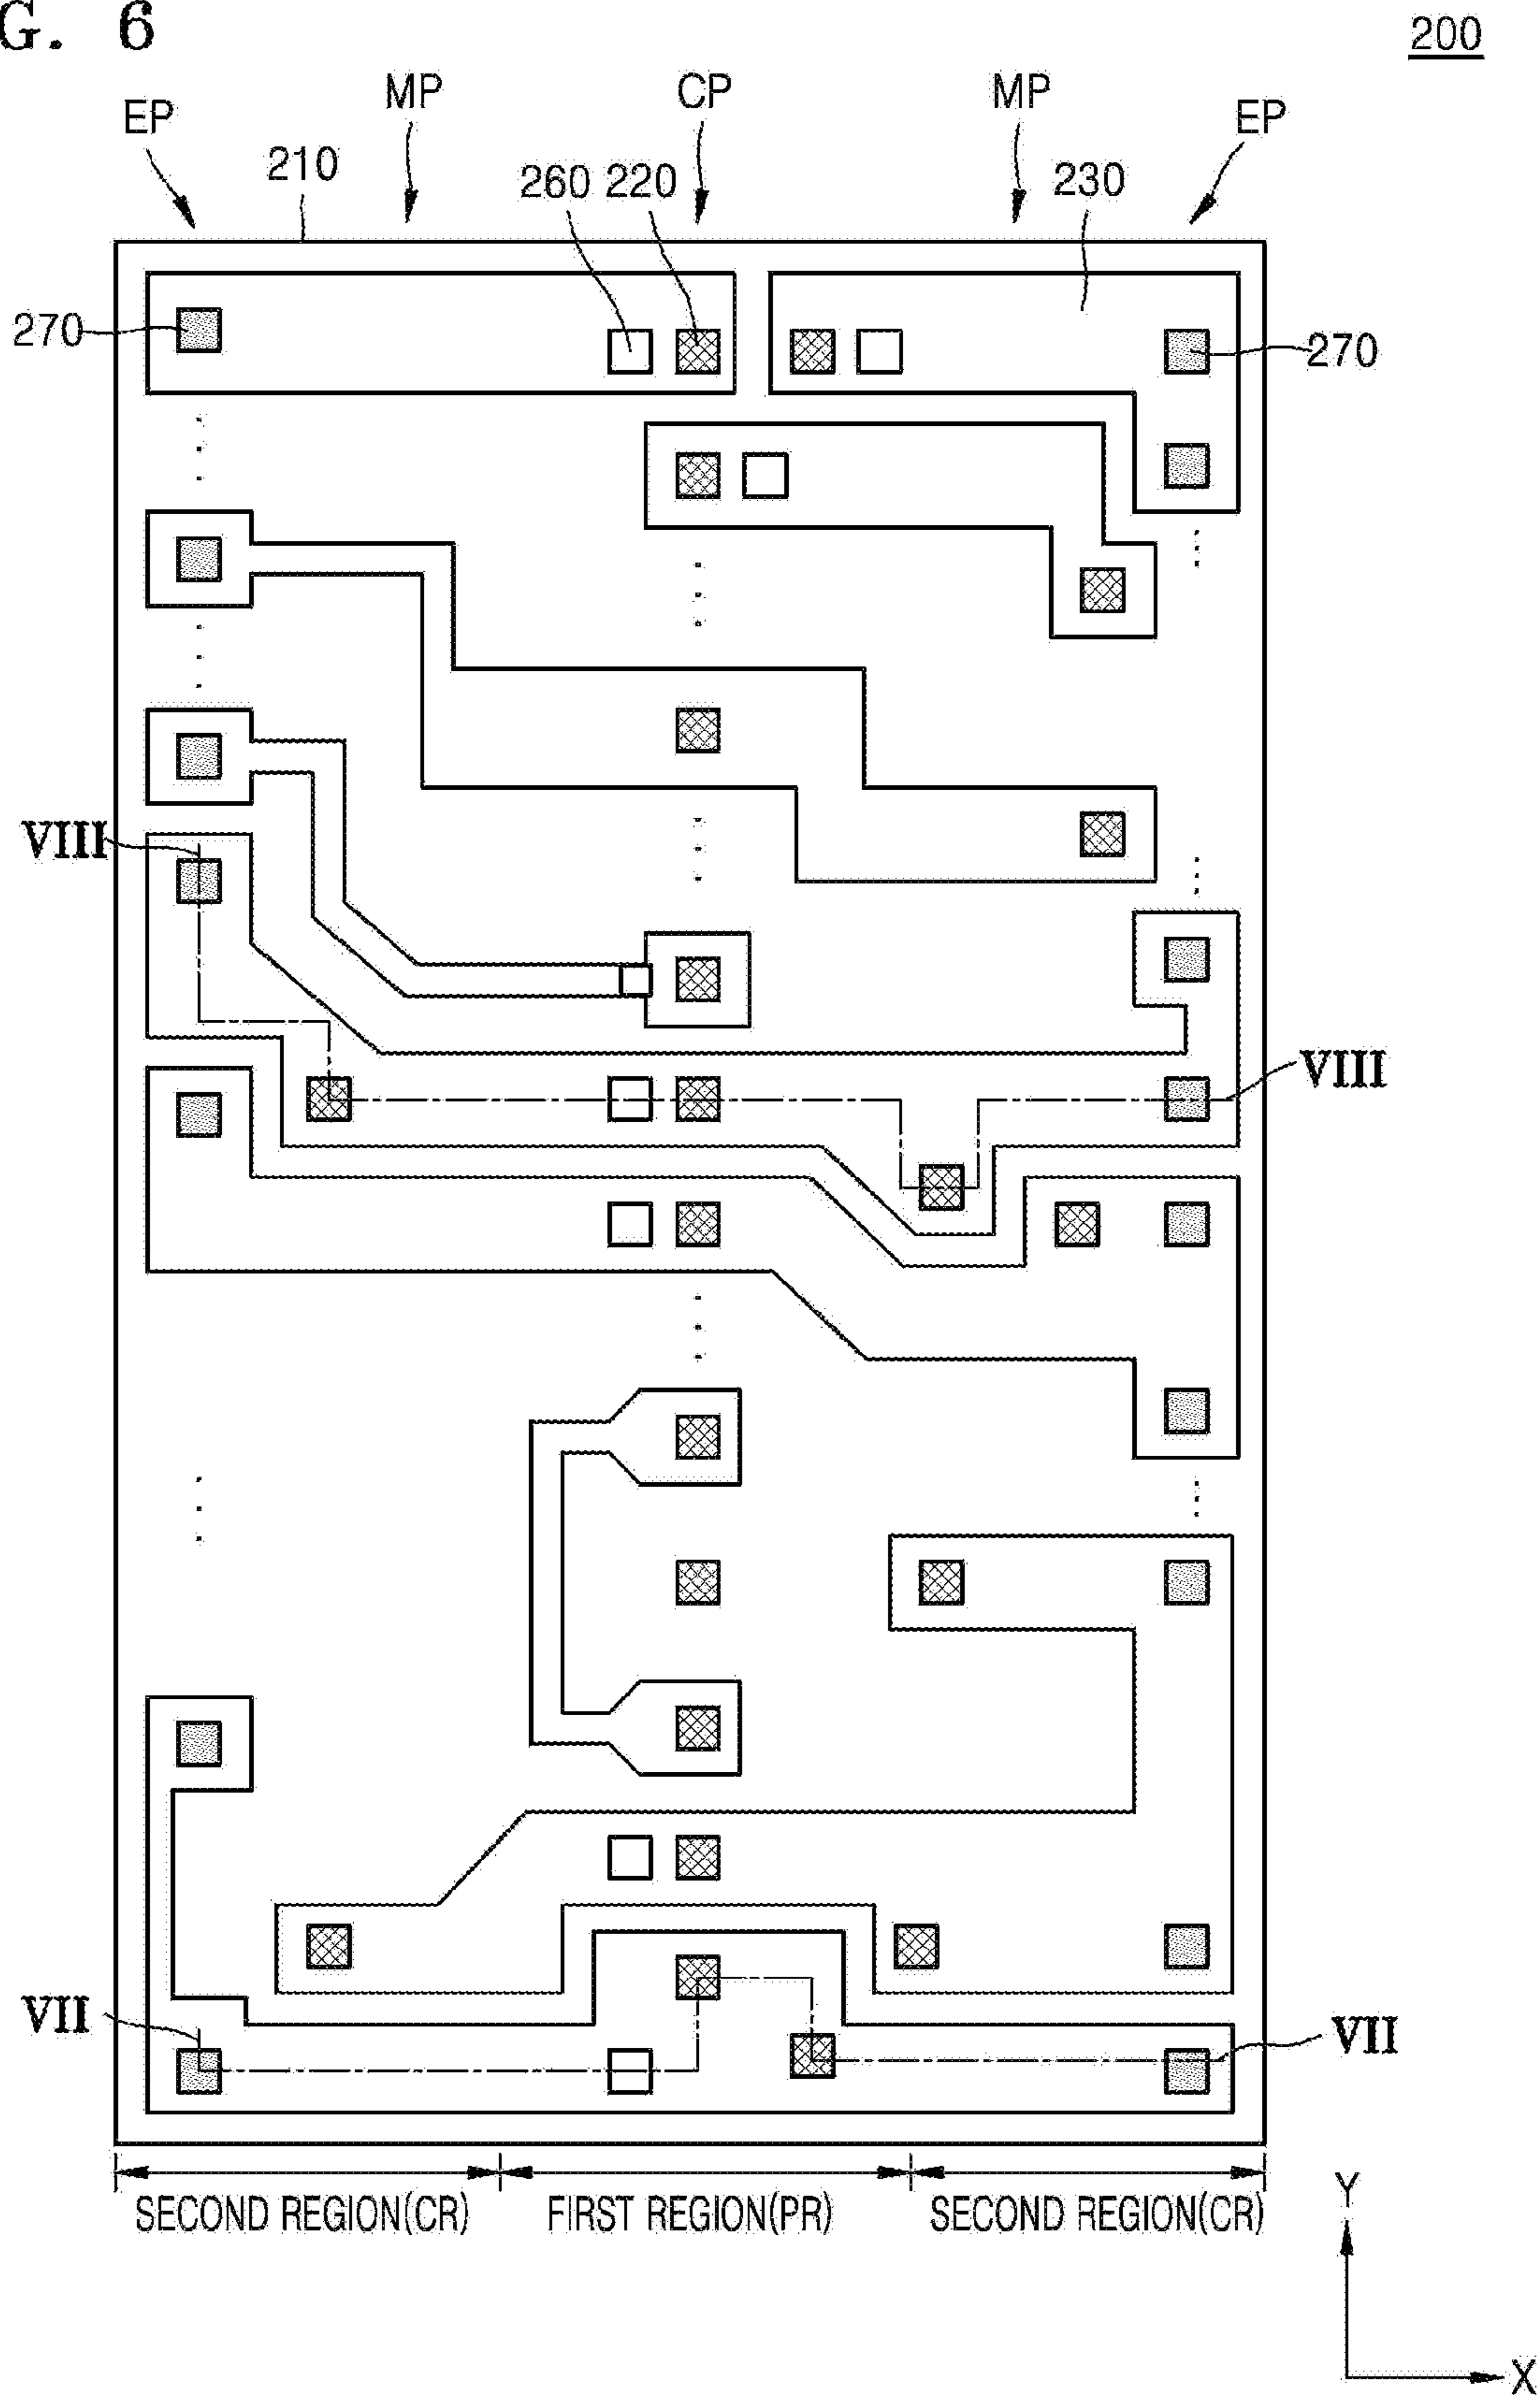 G. 6
200
MP CP MP
EP EP
210 260 220 230
270 270
VIII
VIII
VII VII
SECOND REGION(CR) FIRST REGION(PR) SECOND REGION(CR)
Y
X